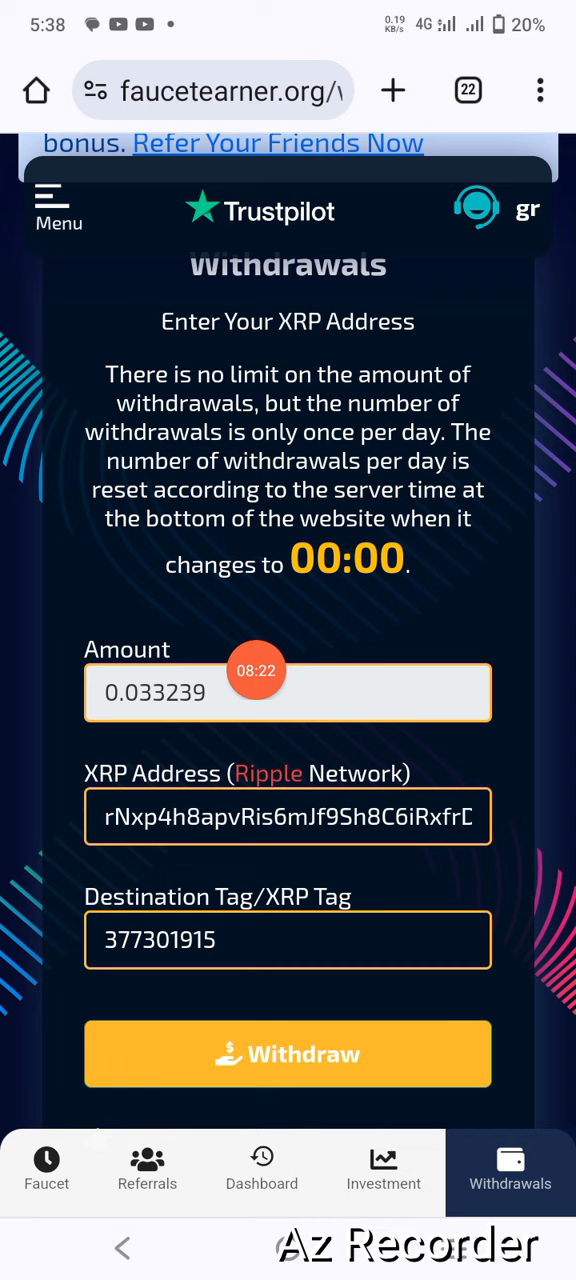 5:38
0.19 KB/s
4G
20%
faucetearner.org/
22
bonus. Refer Your Friends Now
Menu
Trustpilot
gr
Withdrawals
Enter Your XRP Address
There is no limit on the amount of
withdrawals, but the number of
withdrawals is only once per day. The
number of withdrawals per day is
reset according to the server time at
the bottom of the website when it
changes to 00:00.
Amount
08:22
0.033239
XRP Address (Ripple Network)
rNxp4h8apvRis6mJf9Sh8C6iRxfrD
Destination Tag/XRP Tag
377301915
Withdraw
Faucet
Referrals
Dashboard
Investment
Withdrawals
Az Recorder